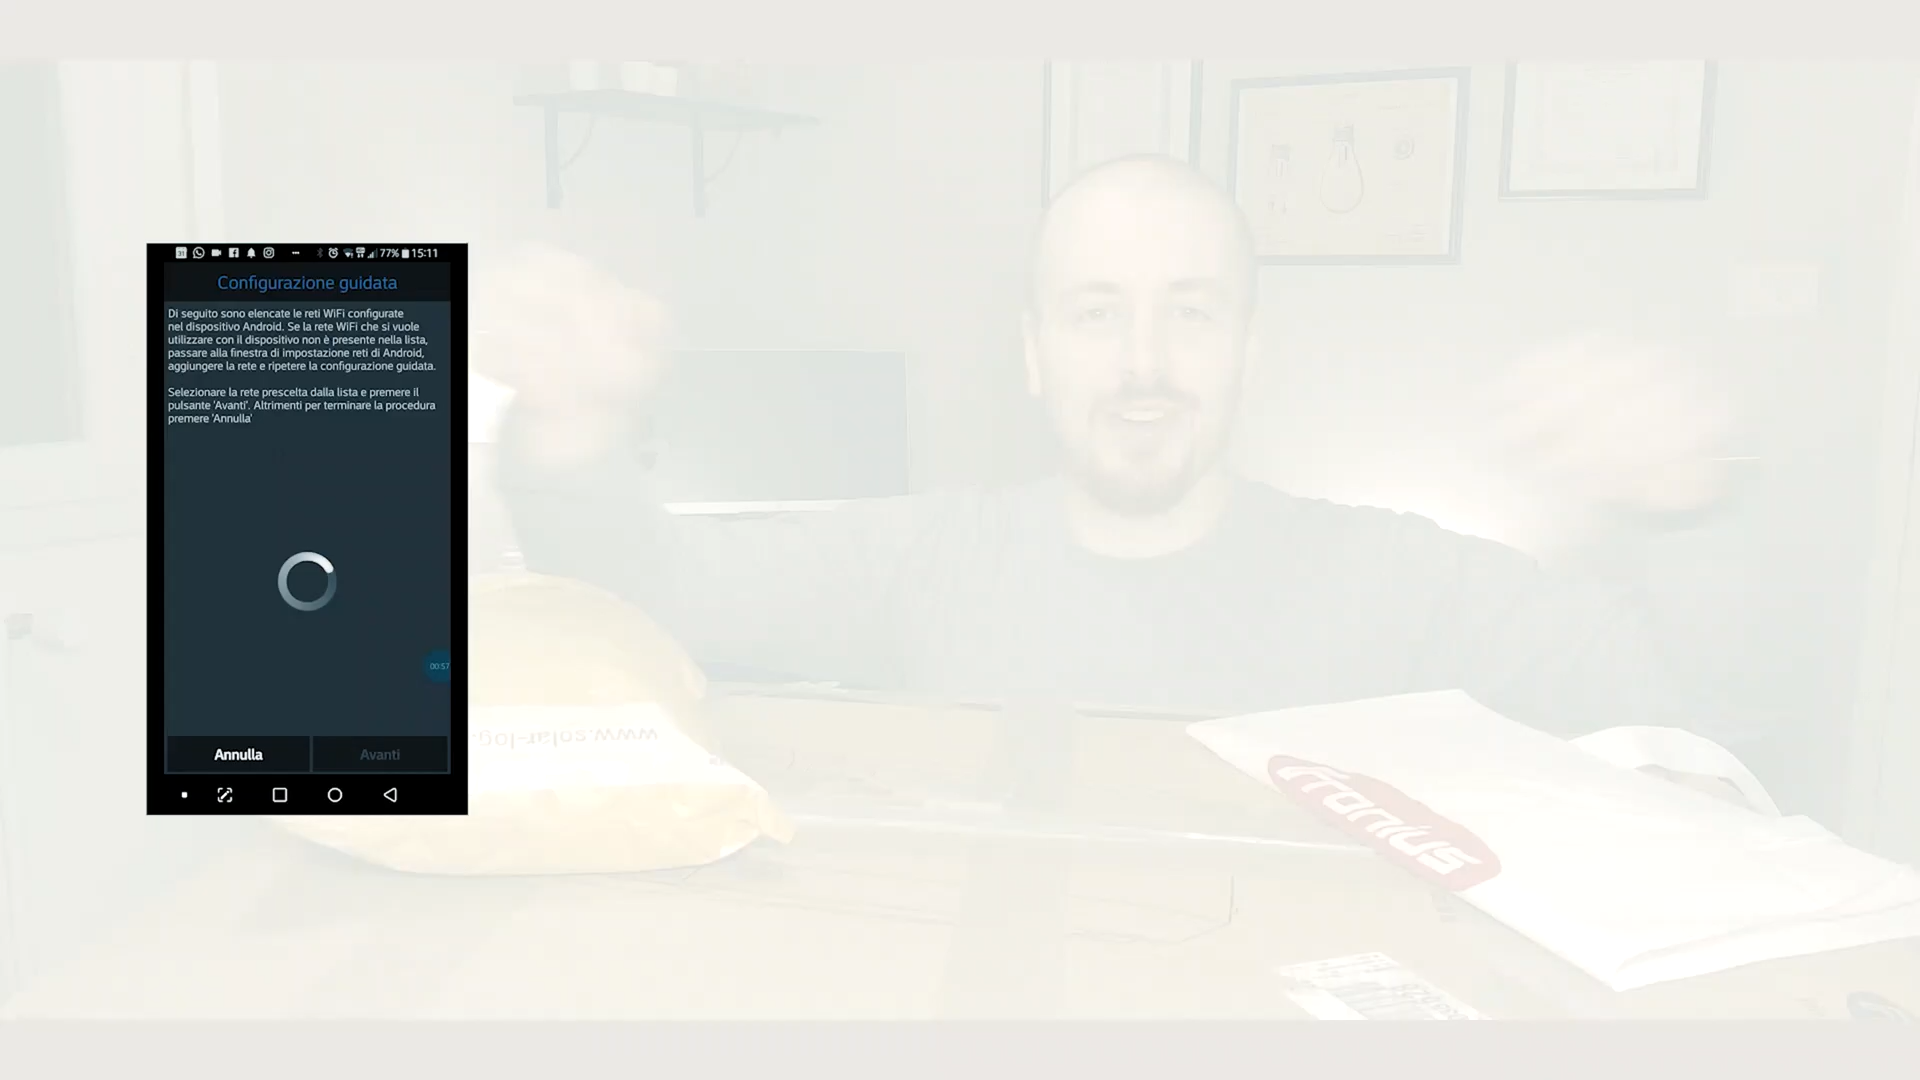 77% 15:11
Configurazione guidata
Di seguito sono elencate le reti WiFi configurate
nel dispositivo Android. Se la rete WiFi che si vuole
utilizzare con il dispositivo non è presente nella lista,
passare alla finestra di impostazione reti di Android,
aggiungere la rete e ripetere la configurazione guidata.
Selezionare la rete prescelta dalla lista e premere il
pulsante 'Avanti'. Altrimenti per terminare la procedura
premere 'Annulla'
00:57
Annulla Avanti
www.solar-log.
Fronius